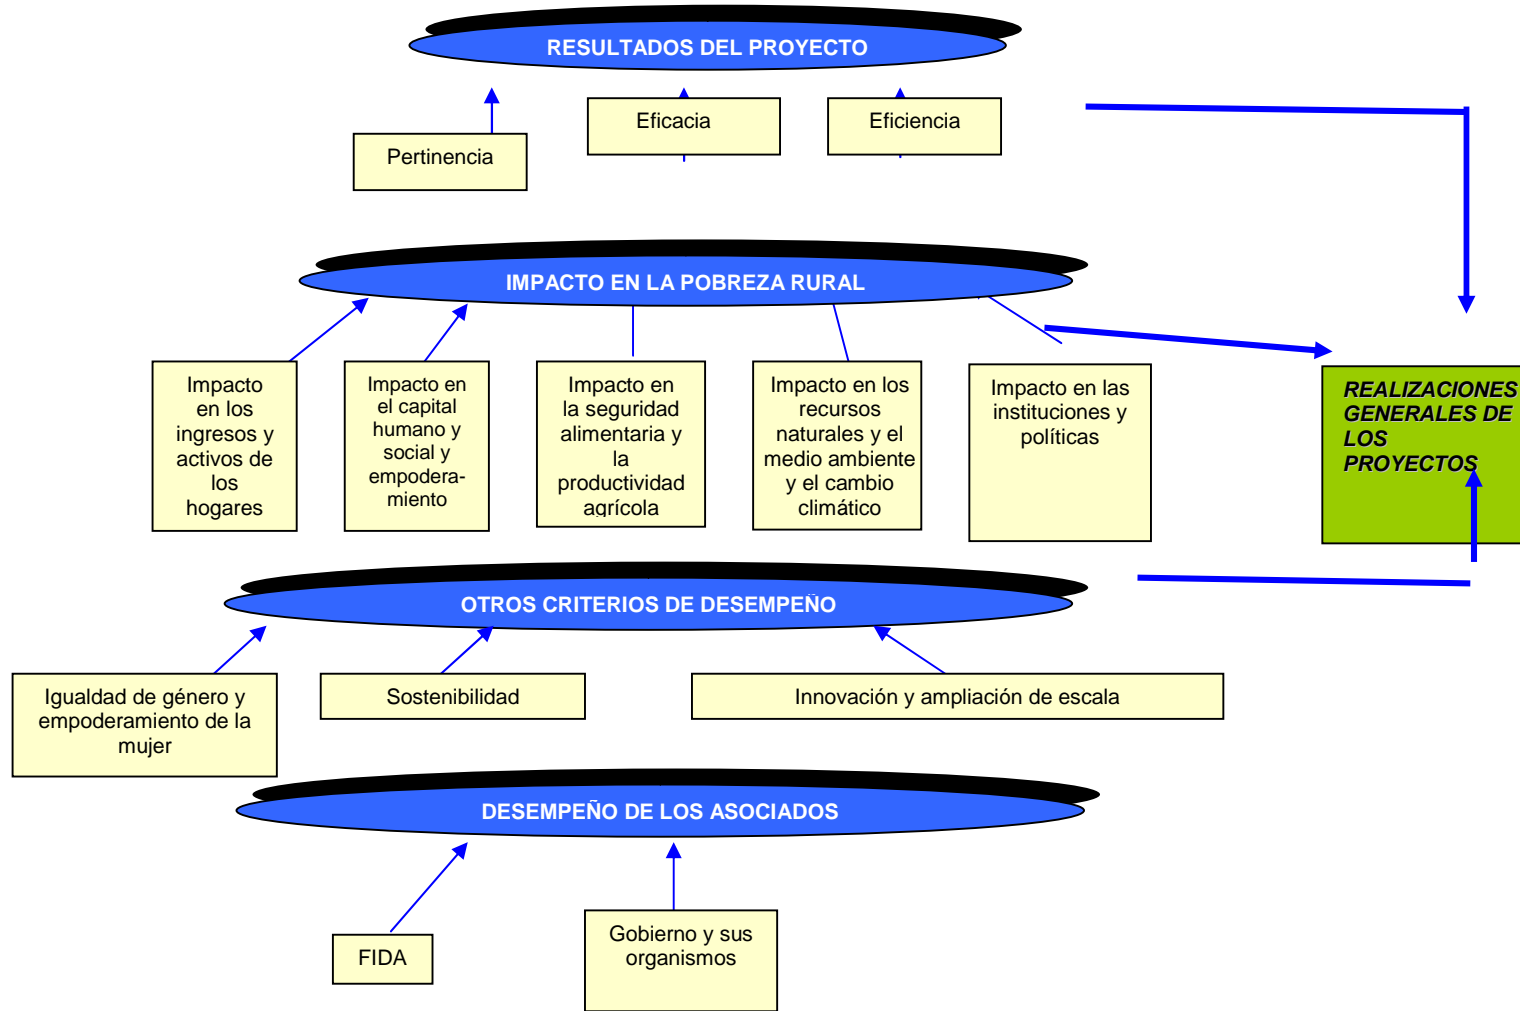 RESULTADOS DEL PROYECTO
Pertinencia
Eficacia
Eficiencia
IMPACTO EN LA POBREZA RURAL
Impacto
en los
ingresos y
activos de
los
hogares
Impacto en
el capital
humano y
social y
empodera-
miento
Impacto en
la seguridad
alimentaria y
la
productividad
agrícola
Impacto en los
recursos
naturales y el
medio ambiente
y el cambio
climático
Impacto en las
instituciones y
políticas
REALIZACIONES
GENERALES DE
LOS
PROYECTOS
OTROS CRITERIOS DE DESEMPEÑO
Igualdad de género y
empoderamiento de la
mujer
Sostenibilidad
Innovación y ampliación de escala
DESEMPEÑO DE LOS ASOCIADOS
FIDA
Gobierno y sus
organismos